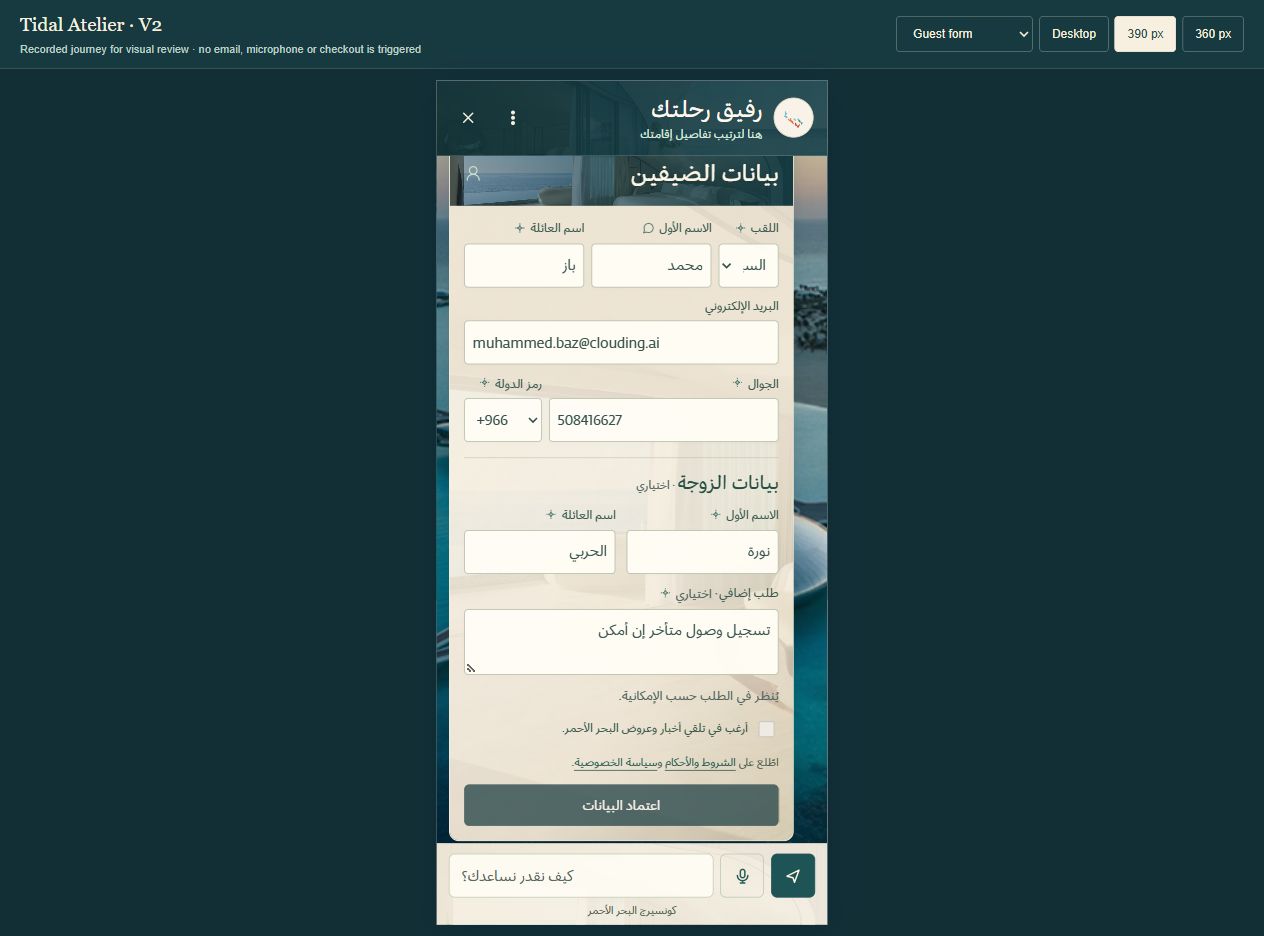 Tidal Atelier · V2
Recorded journey for visual review · no email, microphone or checkout is triggered
Guest form
Desktop
390 px
360 px
رفيق رحلتك
هنا لترتيب تفاصيل إقامتك
بيانات الضيفين
اللقب
الاسم الأول
اسم العائلة
السـ
محمد
باز
البريد الإلكتروني
muhammed.baz@clouding.ai
الجوال
رمز الدولة
508416627
+966
بيانات الزوجة · اختياري
الاسم الأول
اسم العائلة
نورة
الحربي
طلب إضافي · اختياري
تسجيل وصول متأخر إن أمكن
يُنظر في الطلب حسب الإمكانية.
أرغب في تلقي أخبار وعروض البحر الأحمر.
اطّلع على الشروط والأحكام وسياسة الخصوصية.
اعتماد البيانات
كيف نقدر نساعدك؟
كونسيرج البحر الأحمر